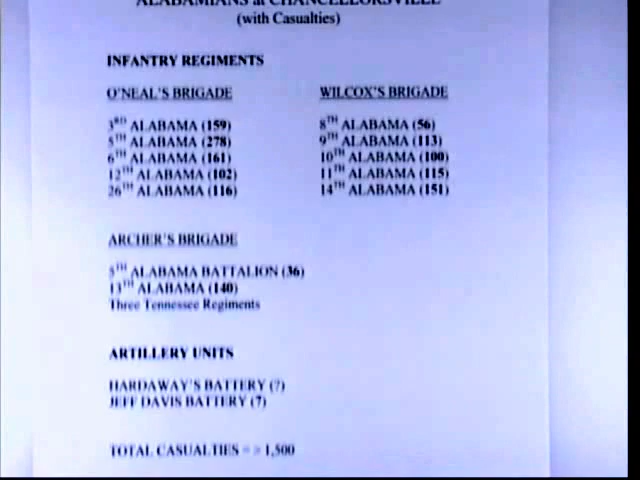 ALABAMIANS at CHANCELLORSVILLE
(with Casualties)
INFANTRY REGIMENTS
O'NEAL'S BRIGADE
3RD ALABAMA (159)
5TH ALABAMA (278)
6TH ALABAMA (161)
12TH ALABAMA (102)
26TH ALABAMA (116)
WILCOX'S BRIGADE
8TH ALABAMA (56)
9TH ALABAMA (113)
10TH ALABAMA (100)
11TH ALABAMA (115)
14TH ALABAMA (151)
ARCHER'S BRIGADE
5TH ALABAMA BATTALION (36)
13TH ALABAMA (140)
Three Tennessee Regiments
ARTILLERY UNITS
HARDAWAY'S BATTERY (?)
JEFF DAVIS BATTERY (7)
TOTAL CASUALTIES = > 1,500